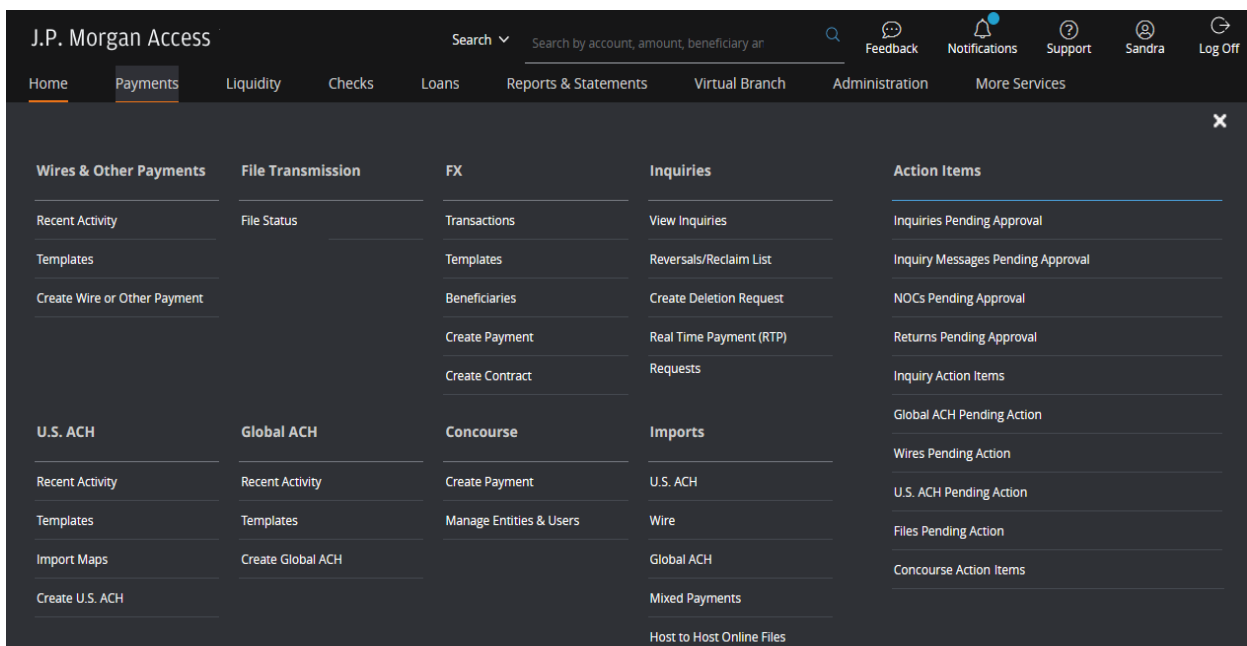 J.P. Morgan Access
Search
Search by account, amount, beneficiary ar
Feedback
Notifications
Support
Sandra
Log Off
Home
Payments
Liquidity
Checks
Loans
Reports & Statements
Virtual Branch
Administration
More Services
Wires & Other Payments
Recent Activity
Templates
Create Wire or Other Payment
File Transmission
File Status
FX
Transactions
Templates
Beneficiaries
Create Payment
Create Contract
Inquiries
View Inquiries
Reversals/Reclaim List
Create Deletion Request
Real Time Payment (RTP)
Requests
Action Items
Inquiries Pending Approval
Inquiry Messages Pending Approval
NOCs Pending Approval
Returns Pending Approval
Inquiry Action Items
Global ACH Pending Action
Wires Pending Action
U.S. ACH Pending Action
Files Pending Action
Concourse Action Items
U.S. ACH
Recent Activity
Templates
Import Maps
Create U.S. ACH
Global ACH
Recent Activity
Templates
Create Global ACH
Concourse
Create Payment
Manage Entities & Users
Imports
U.S. ACH
Wire
Global ACH
Mixed Payments
Host to Host Online Files